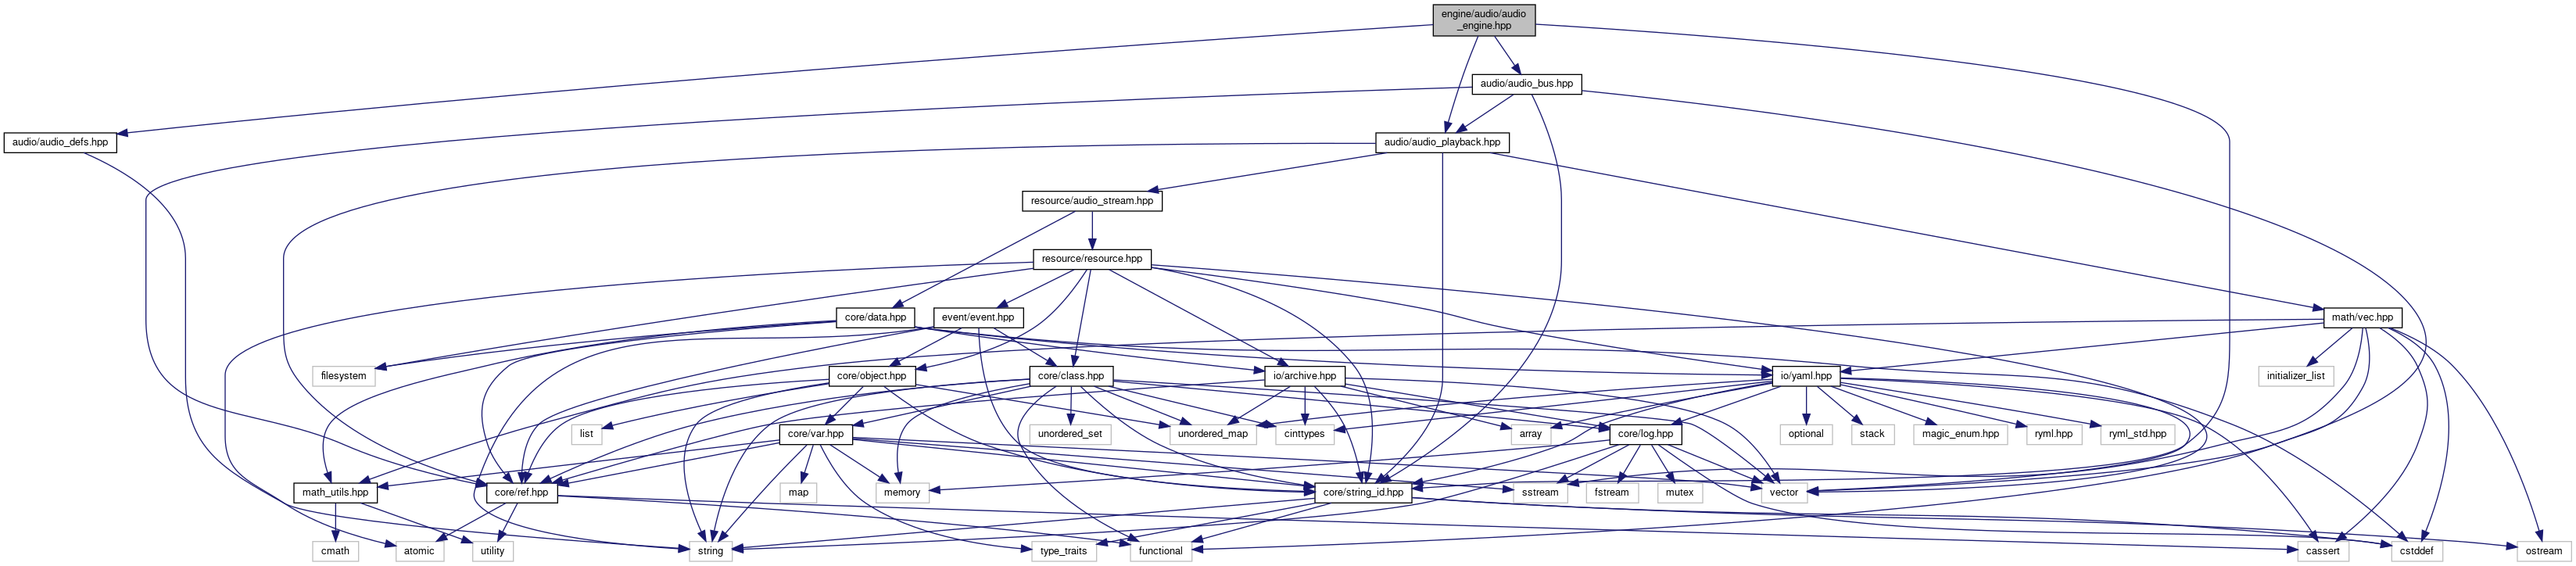 engine/audio/audio
_engine.hpp
audio/audio_bus.hpp
audio/audio_defs.hpp
audio/audio_playback.hpp
resource/audio_stream.hpp
resource/resource.hpp
core/data.hpp
event/event.hpp
math/vec.hpp
filesystem
core/object.hpp
core/class.hpp
io/archive.hpp
io/yaml.hpp
initializer_list
list
core/var.hpp
unordered_set
unordered_map
cinttypes
array
core/log.hpp
optional
stack
magic_enum.hpp
ryml.hpp
ryml_std.hpp
math_utils.hpp
core/ref.hpp
map
memory
core/string_id.hpp
sstream
fstream
mutex
vector
cmath
atomic
utility
string
type_traits
functional
cassert
cstddef
ostream